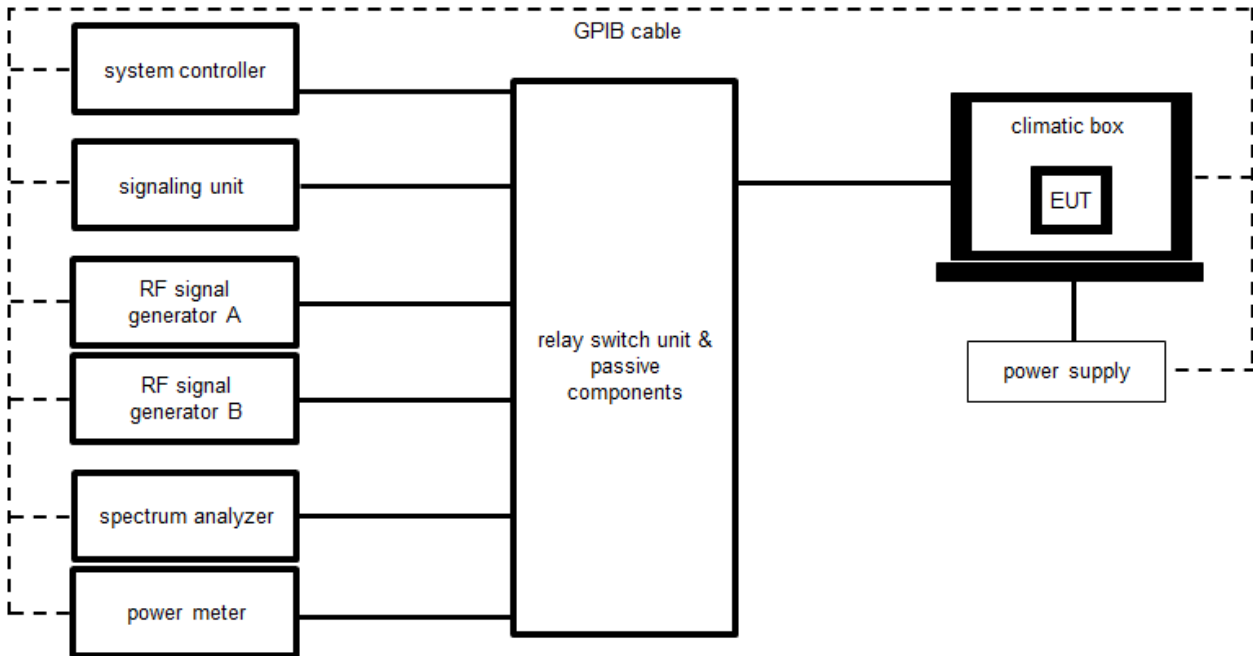 GPIB cable
system controller
signaling unit
RF signal
generator A
RF signal
generator B
spectrum analyzer
power meter
relay switch unit &
passive
components
climatic box
EUT
power supply